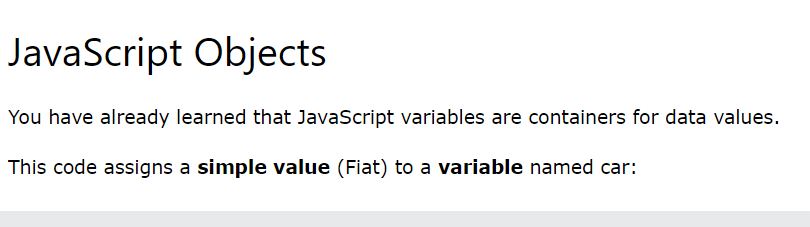 JavaScript Objects
You have already learned that JavaScript variables are containers for data values.
This code assigns a simple value (Fiat) to a variable named car: